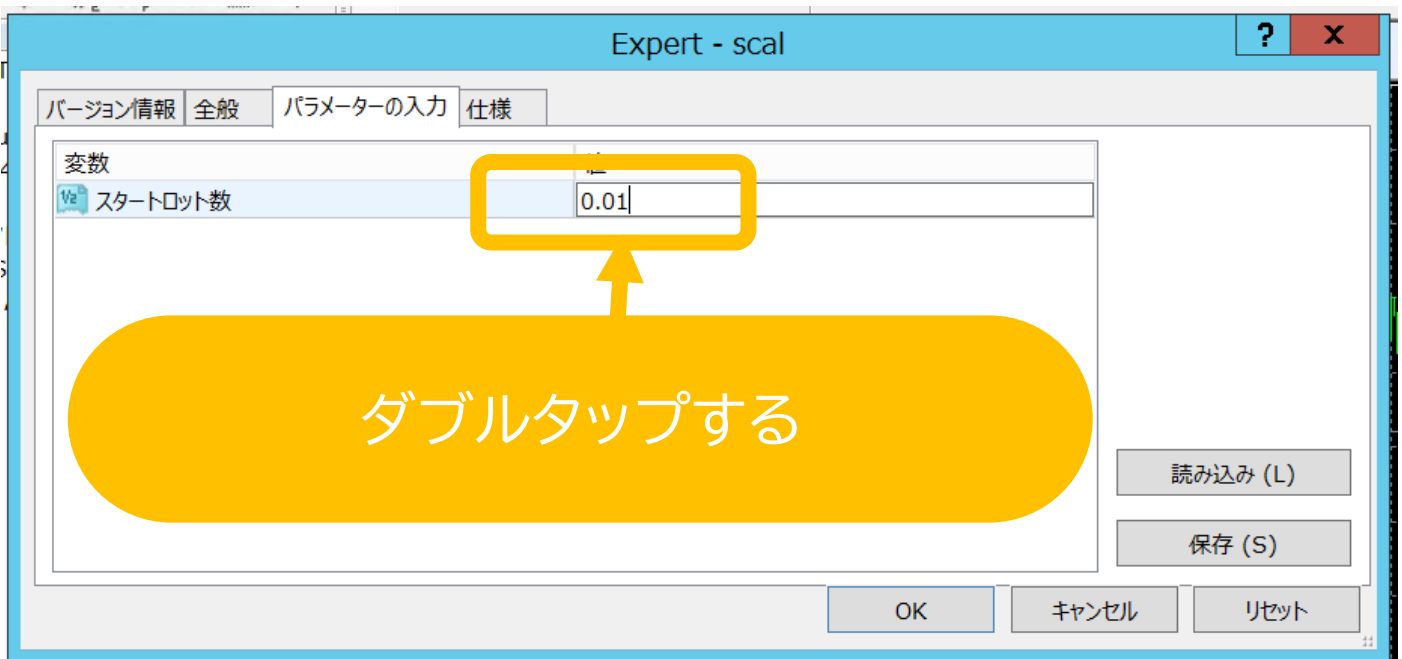 Expert - scal
? x
バージョン情報 全般 パラメーターの入力 仕様
変数
スタートロット数 0.01
ダブルタップする
読み込み (L)
保存 (S)
OK キャンセル リセット